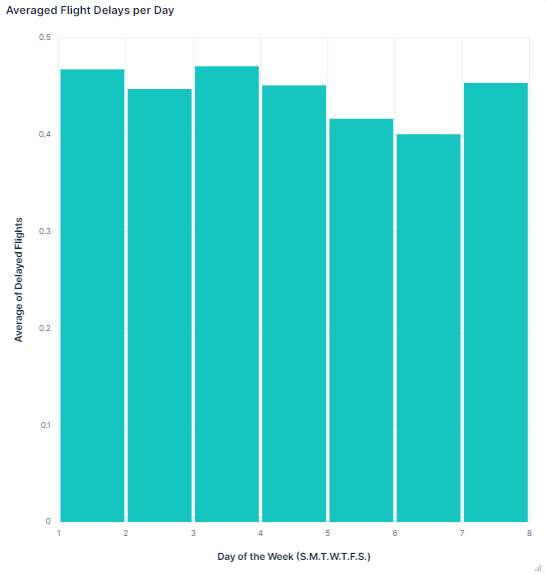 Averaged Flight Delays per Day
0.5
0.4
0.3
0.2
0.1
0
Average of Delayed Flights
1 2 3 4 5 6 7 8
Day of the Week (S.M.T.W.T.F.S.)